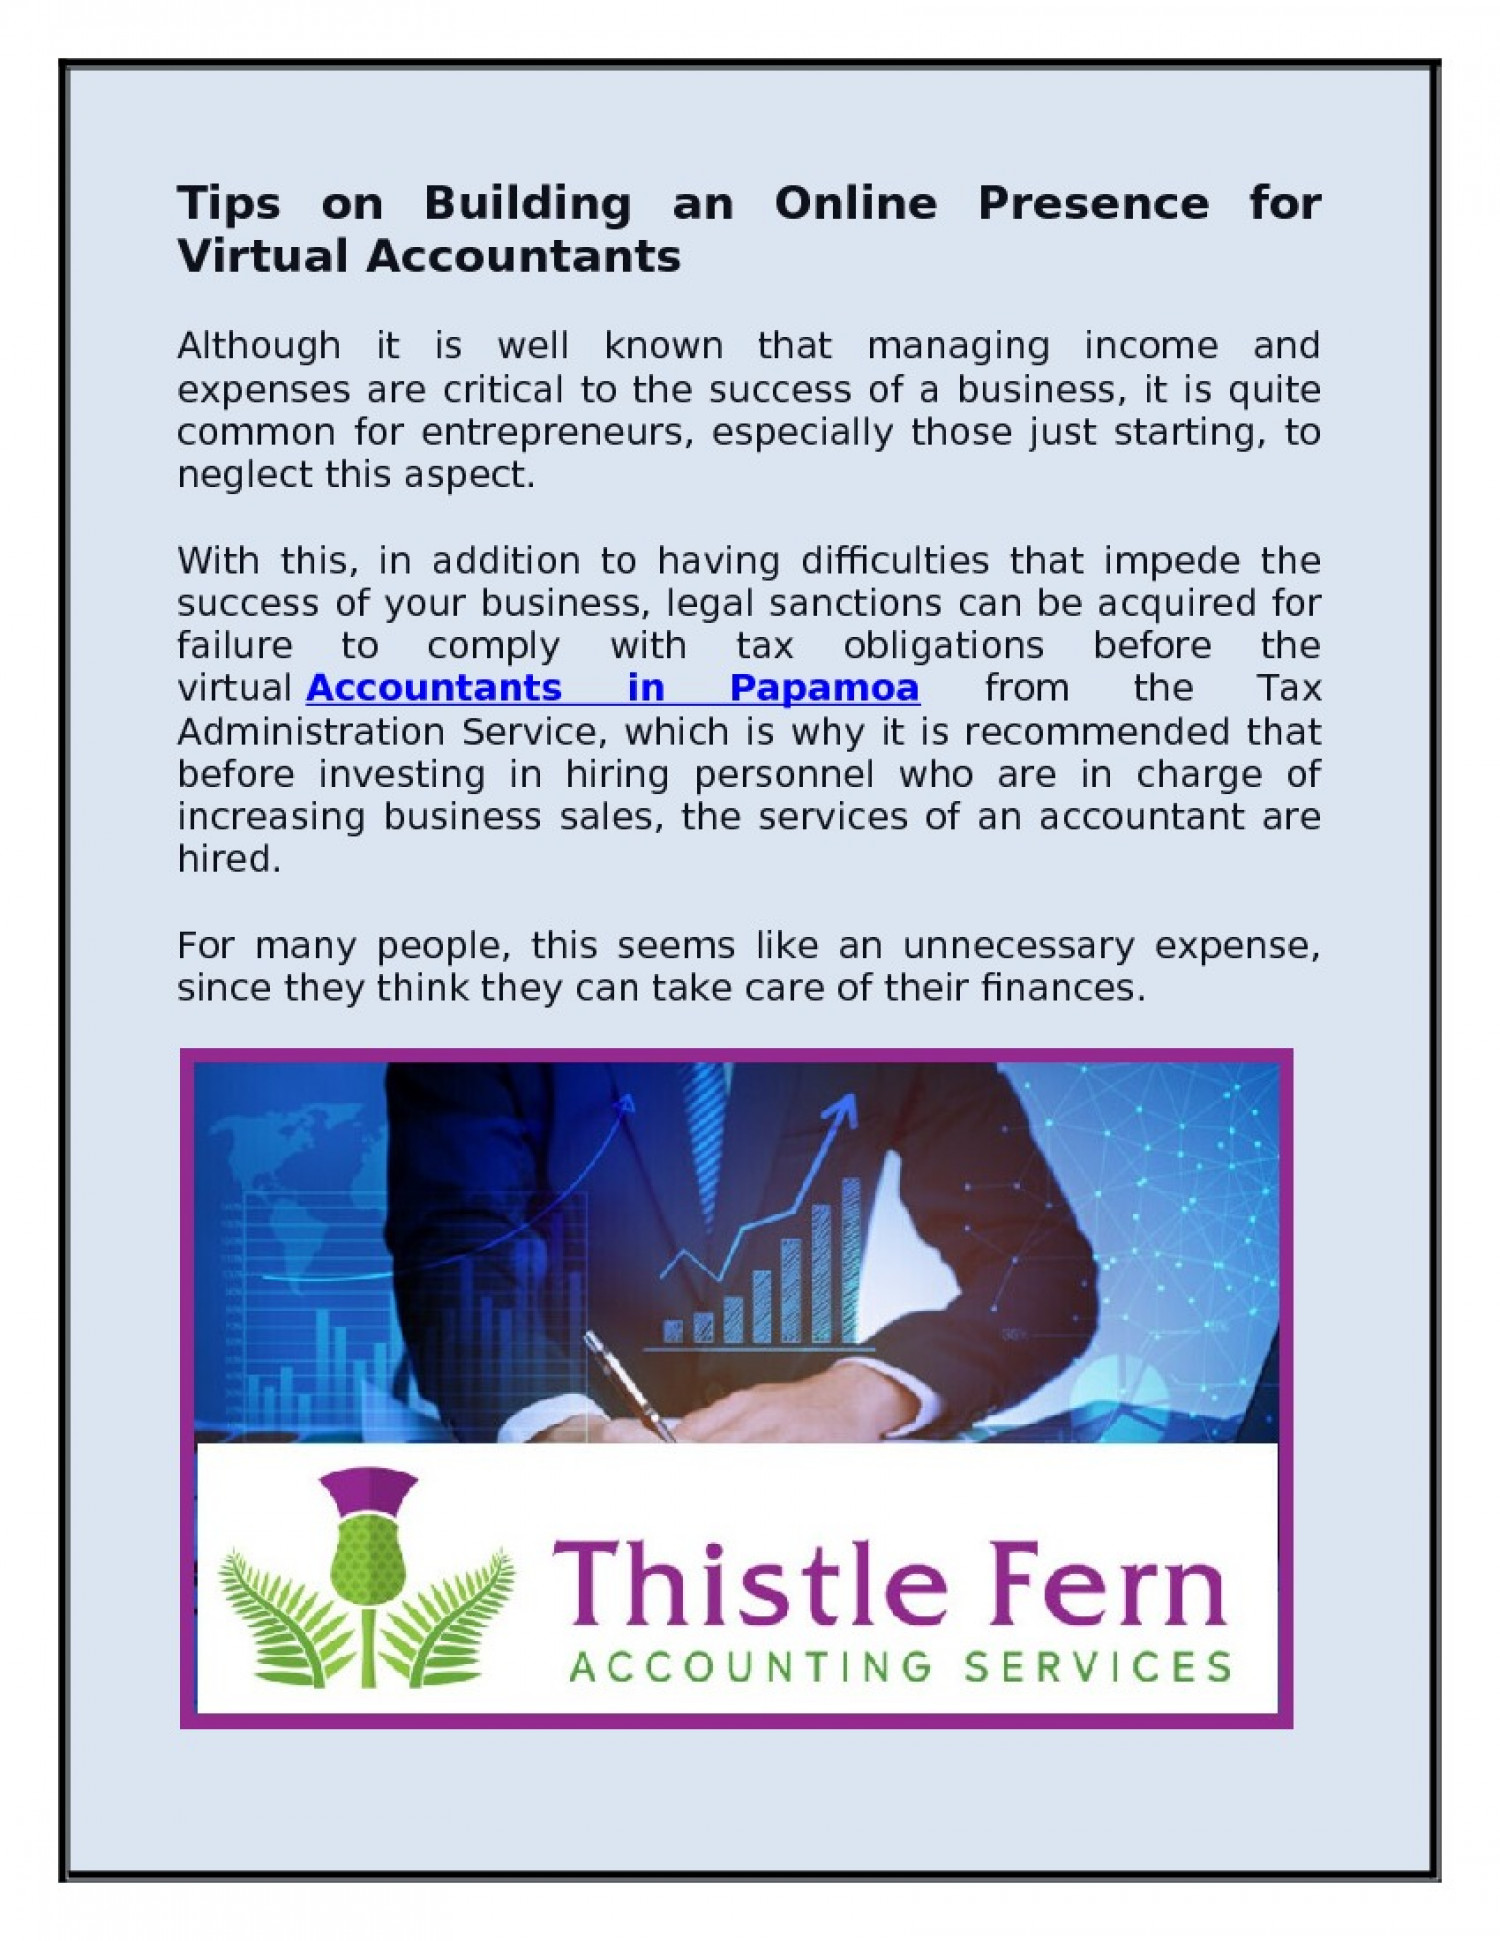 Tips on Building an Online Presence for
Virtual Accountants
Although it is well known that managing income and
expenses are critical to the success of a business, it is quite
common for entrepreneurs, especially those just starting, to
neglect this aspect.
With this, in addition to having difficulties that impede the
success of your business, legal sanctions can be acquired for
failure to comply with tax obligations before the
virtual Accountants in Papamoa from the Tax
Administration Service, which is why it is recommended that
before investing in hiring personnel who are in charge of
increasing business sales, the services of an accountant are
hired.
For many people, this seems like an unnecessary expense,
since they think they can take care of their finances.
Thistle Fern
ACCOUNTING SERVICES